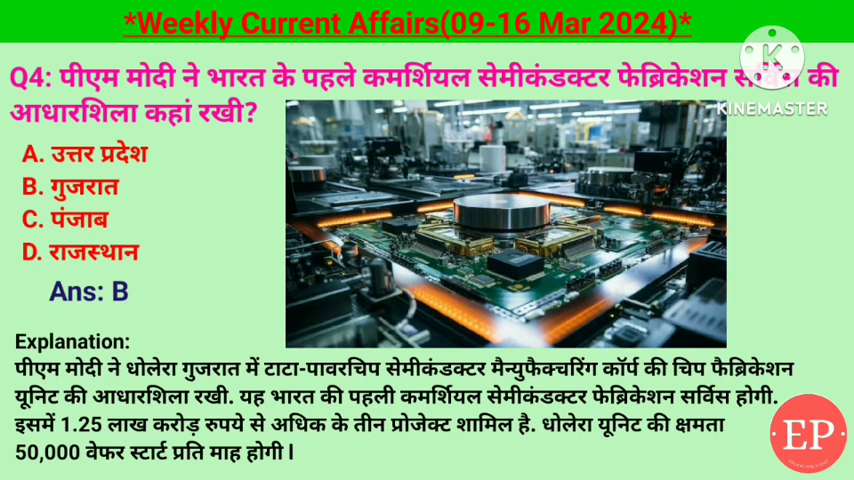 *Weekly Current Affairs(09-16 Mar 2024)*
Q4: पीएम मोदी ने भारत के पहले कमर्शियल सेमीकंडक्टर फेब्रिकेशन सर्विस की
आधारशिला कहां रखी?
KINEMASTER
A. उत्तर प्रदेश
B. गुजरात
C. पंजाब
D. राजस्थान
Ans: B
Explanation:
पीएम मोदी ने धोलेरा गुजरात में टाटा-पावरचिप सेमीकंडक्टर मैन्युफैक्चरिंग कॉर्प की चिप फैब्रिकेशन
यूनिट की आधारशिला रखी. यह भारत की पहली कमर्शियल सेमीकंडक्टर फेब्रिकेशन सर्विस होगी.
इसमें 1.25 लाख करोड़ रुपये से अधिक के तीन प्रोजेक्ट शामिल है. धोलेरा यूनिट की क्षमता
50,000 वेफर स्टार्ट प्रति माह होगी l
EP